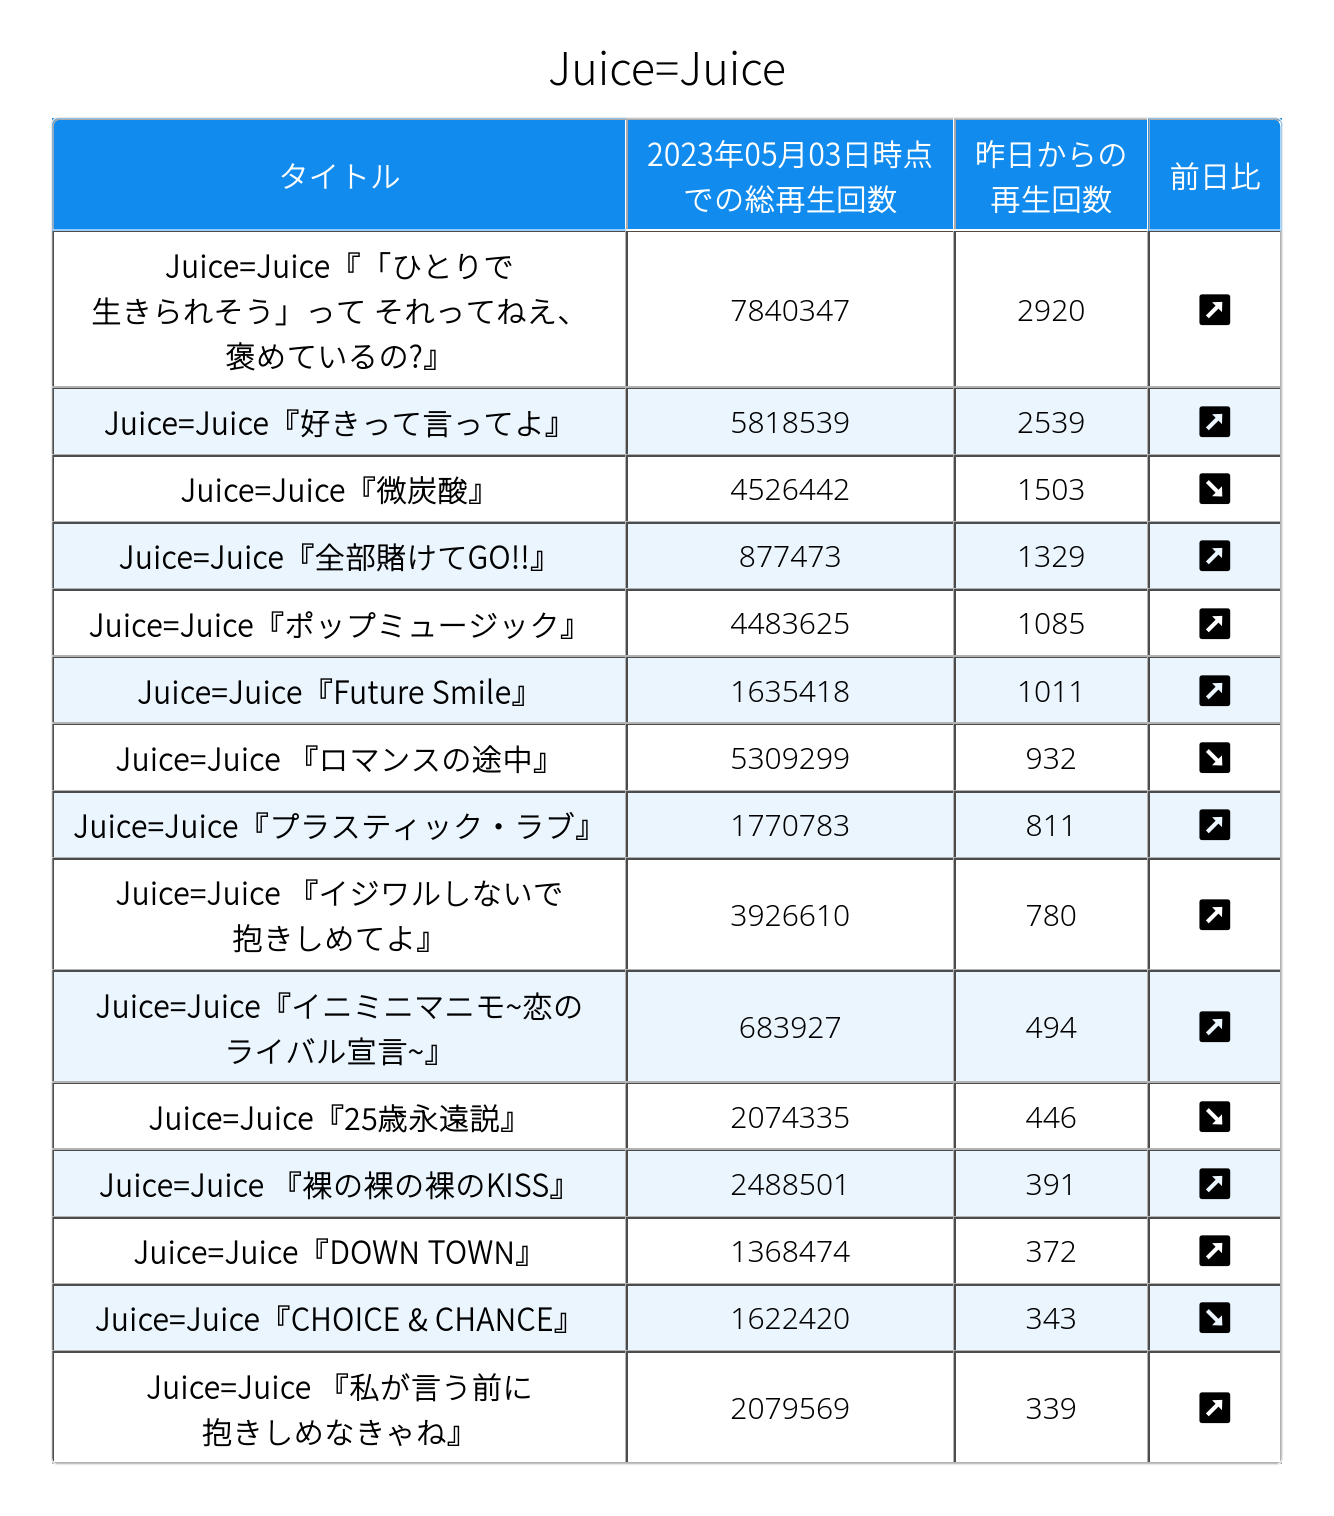 Juice=Juice
タイトル
2023年05月03日時点
での総再生回数
昨日からの
再生回数
前日比
Juice=Juice『「ひとりで
生きられそう」って それってねえ、
褒めているの?』
7840347
2920
Juice=Juice『好きって言ってよ』
5818539
2539
Juice=Juice『微炭酸』
4526442
1503
Juice=Juice『全部賭けてGO!!』
877473
1329
Juice=Juice『ポップミュージック』
4483625
1085
Juice=Juice『Future Smile』
1635418
1011
Juice=Juice 『ロマンスの途中』
5309299
932
Juice=Juice『プラスティック・ラブ』
1770783
811
Juice=Juice 『イジワルしないで
抱きしめてよ』
3926610
780
Juice=Juice『イニミニマニモ~恋の
ライバル宣言~』
683927
494
Juice=Juice『25歳永遠説』
2074335
446
Juice=Juice 『裸の裸の裸のKISS』
2488501
391
Juice=Juice『DOWN TOWN』
1368474
372
Juice=Juice『CHOICE & CHANCE』
1622420
343
Juice=Juice 『私が言う前に
抱きしめなきゃね』
2079569
339